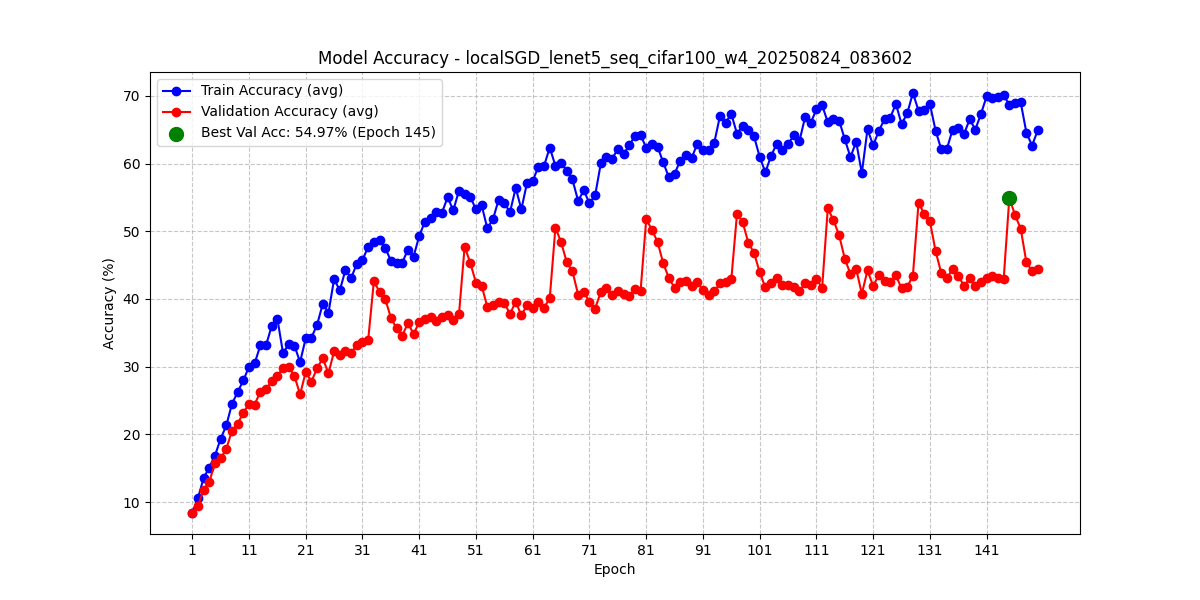 Model Accuracy - localSGD_lenet5_seq_cifar100_w4_20250824_083602
Train Accuracy (avg)
Validation Accuracy (avg)
Best Val Acc: 54.97% (Epoch 145)
Accuracy (%)
70
60
50
40
30
20
10
1 11 21 31 41 51 61 71 81 91 101 111 121 131 141
Epoch